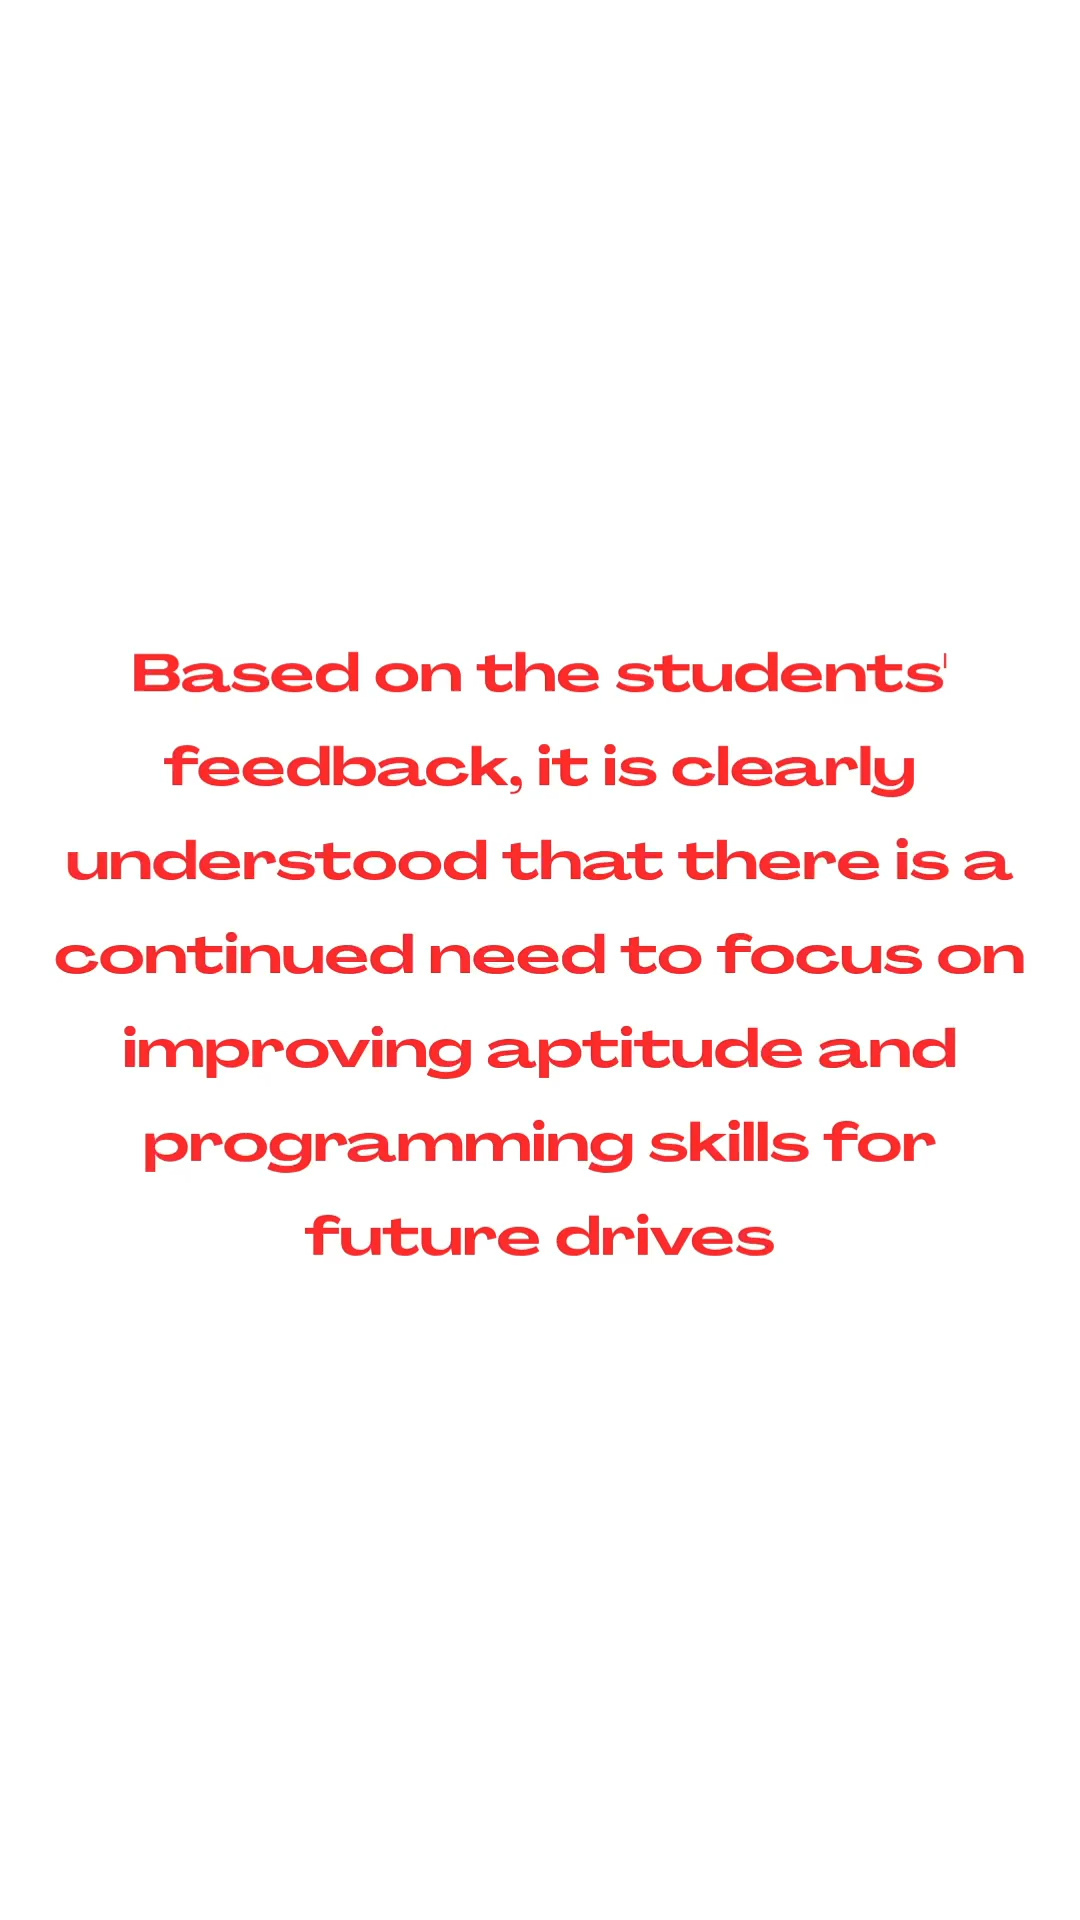 Based on the students'
feedback, it is clearly
understood that there is a
continued need to focus on
improving aptitude and
programming skills for
future drives